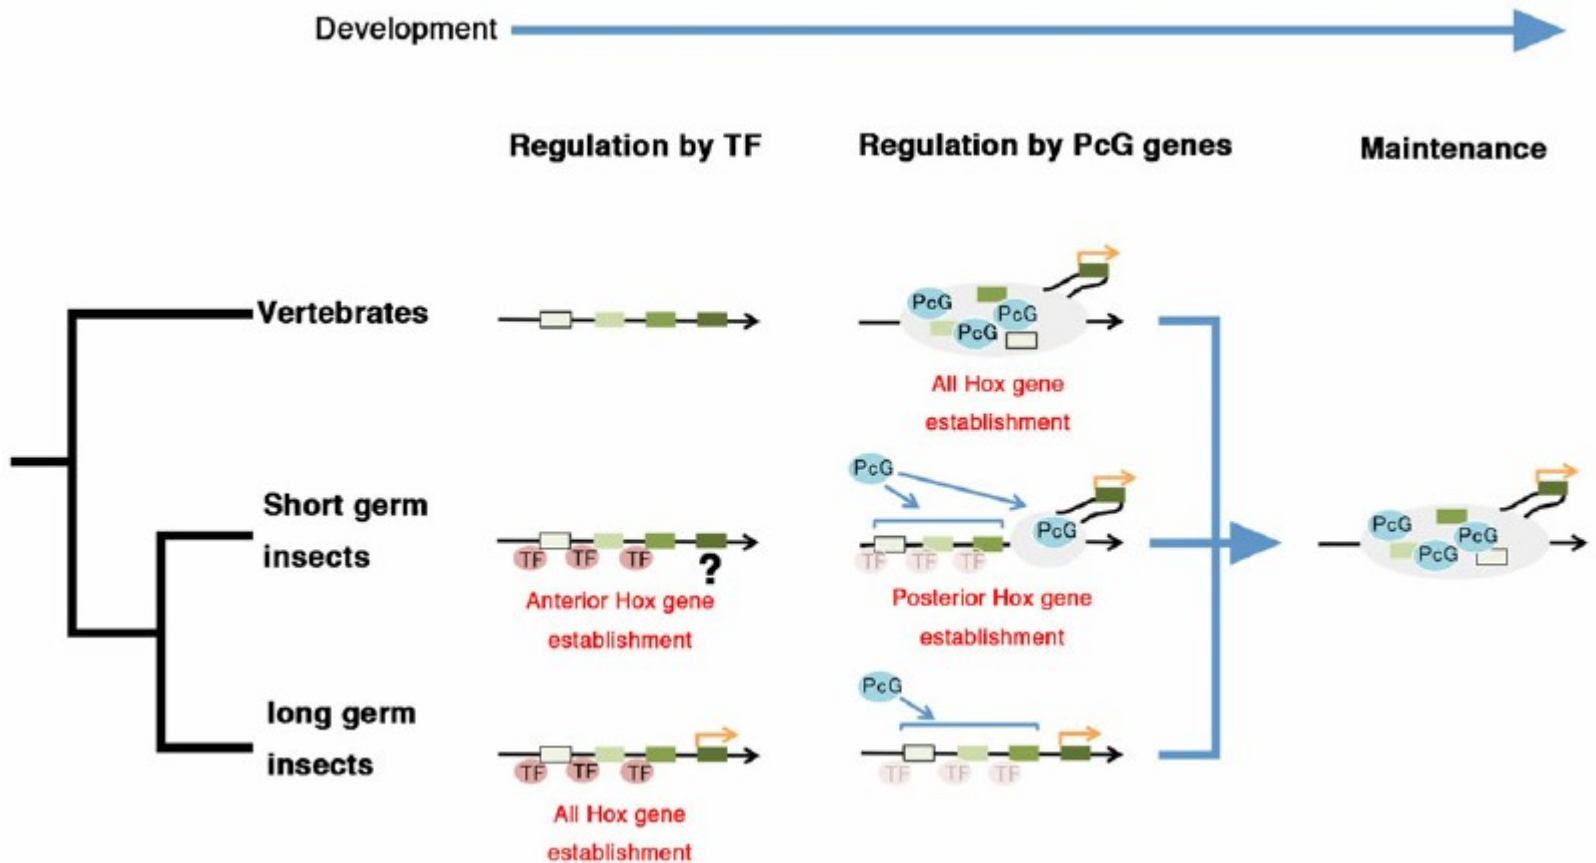 Development
Regulation by TF
Regulation by PcG genes
Maintenance
Vertebrates
PcG
PcG
PcG
All Hox gene
establishment
Short germ
insects
TF
TF
TF
?
Anterior Hox gene
establishment
PcG
PcG
TF
TF
TF
Posterior Hox gene
establishment
PcG
PcG
PcG
long germ
insects
TF
TF
TF
All Hox gene
establishment
PcG
TF
TF
TF